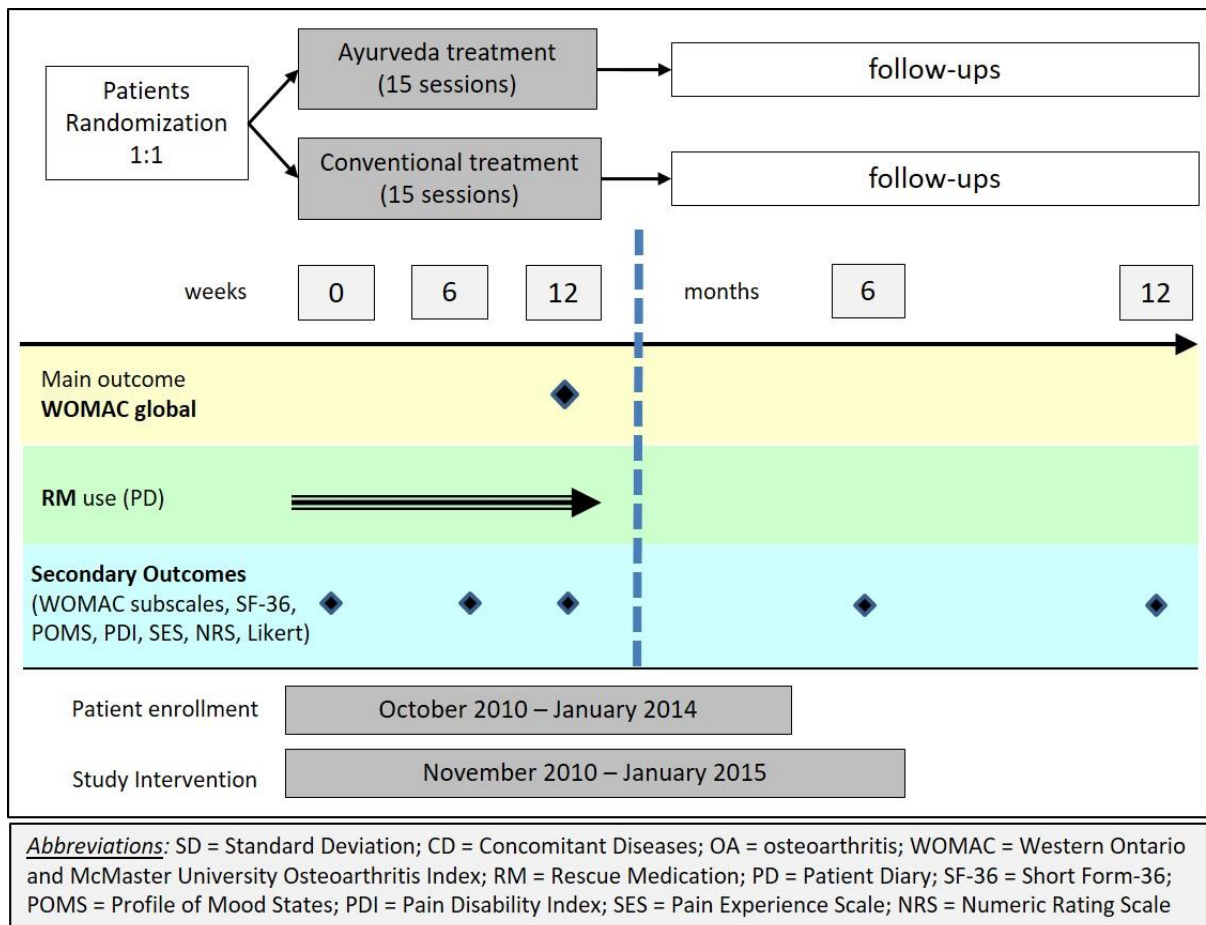 Patients
Randomization
1:1
Ayurveda treatment
(15 sessions)
follow-ups
Conventional treatment
(15 sessions)
follow-ups
weeks
0
6
12
months
6
12
Main outcome
WOMAC global
RM use (PD)
Secondary Outcomes
(WOMAC subscales, SF-36,
POMS, PDI, SES, NRS, Likert)
Patient enrollment
October 2010 – January 2014
Study Intervention
November 2010 – January 2015
Abbreviations: SD = Standard Deviation; CD = Concomitant Diseases; OA = osteoarthritis; WOMAC = Western Ontario
and McMaster University Osteoarthritis Index; RM = Rescue Medication; PD = Patient Diary; SF-36 = Short Form-36;
POMS = Profile of Mood States; PDI = Pain Disability Index; SES = Pain Experience Scale; NRS = Numeric Rating Scale